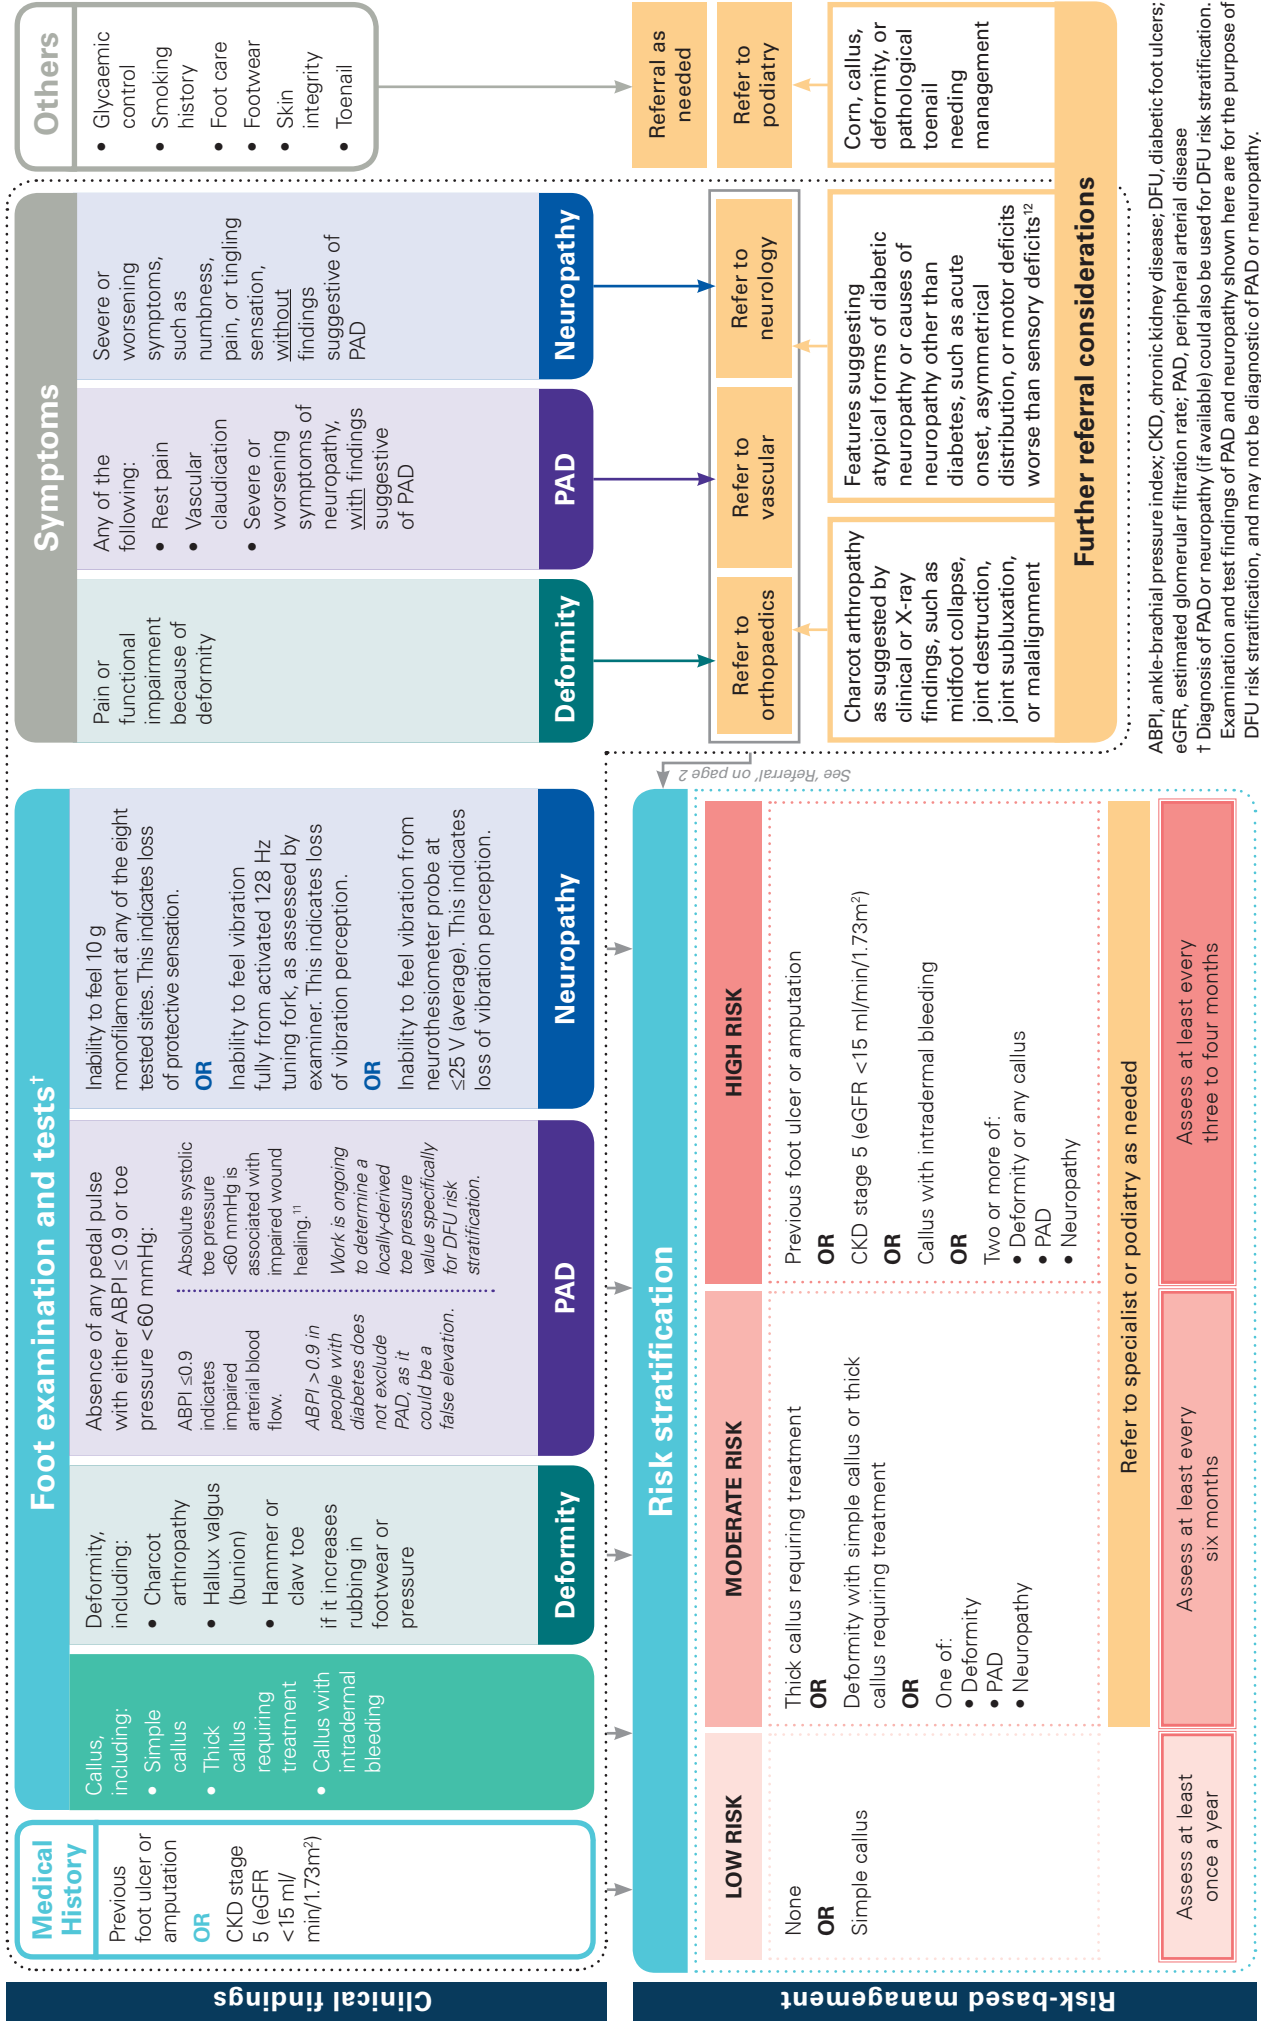 Clinical findings
Medical
History
Previous
foot ulcer or
amputation
OR
CKD stage
5 (eGFR
<15 ml/
min/1.73m²)
Foot examination and tests†
Callus,
including:
• Simple
callus
• Thick
callus
requiring
treatment
• Callus with
intradermal
bleeding
Deformity,
including:
• Charcot
arthropathy
• Hallux valgus
(bunion)
• Hammer or
claw toe
if it increases
rubbing in
footwear or
pressure
Deformity
Absence of any pedal pulse
with either ABPI ≤ 0.9 or toe
pressure <60 mmHg:
ABPI ≤0.9
indicates
impaired
arterial blood
flow.
ABPI > 0.9 in
people with
diabetes does
not exclude
PAD, as it
could be a
false elevation.
Absolute systolic
toe pressure
<60 mmHg is
associated with
impaired wound
healing.¹¹
Work is ongoing
to determine a
locally-derived
toe pressure
value specifically
for DFU risk
stratification.
PAD
Inability to feel 10 g
monofilament at any of the eight
tested sites. This indicates loss
of protective sensation.
OR
Inability to feel vibration
fully from activated 128 Hz
tuning fork, as assessed by
examiner. This indicates loss
of vibration perception.
OR
Inability to feel vibration from
neurothesiometer probe at
≤25 V (average). This indicates
loss of vibration perception.
Neuropathy
Symptoms
Pain or
functional
impairment
because of
deformity
Deformity
Any of the
following:
• Rest pain
• Vascular
claudication
• Severe or
worsening
symptoms of
neuropathy,
with findings
suggestive
of PAD
PAD
Severe or
worsening
symptoms,
such as
numbness,
pain, or tingling
sensation,
without
findings
suggestive of
PAD
Neuropathy
Others
• Glycaemic
control
• Smoking
history
• Foot care
• Footwear
• Skin
integrity
• Toenail
Risk-based management
Risk stratification
LOW RISK
None
OR
Simple callus
Assess at least
once a year
MODERATE RISK
Thick callus requiring treatment
OR
Deformity with simple callus or thick
callus requiring treatment
OR
One of:
• Deformity
• PAD
• Neuropathy
Assess at least every
six months
HIGH RISK
Previous foot ulcer or amputation
OR
CKD stage 5 (eGFR <15 ml/min/1.73m²)
OR
Callus with intradermal bleeding
OR
Two or more of:
• Deformity or any callus
• PAD
• Neuropathy
Refer to specialist or podiatry as needed
Assess at least every
three to four months
See 'Referral' on page 2
Refer to
orthopaedics
Refer to
vascular
Refer to
neurology
Referral as
needed
Refer to
podiatry
Charcot arthropathy
as suggested by
clinical or X-ray
findings, such as
midfoot collapse,
joint destruction,
joint subluxation,
or malalignment
Features suggesting
atypical forms of diabetic
neuropathy or causes of
neuropathy other than
diabetes, such as acute
onset, asymmetrical
distribution, or motor deficits
worse than sensory deficits¹²
Corn, callus,
deformity, or
pathological
toenail
needing
management
Further referral considerations
ABPI, ankle-brachial pressure index; CKD, chronic kidney disease; DFU, diabetic foot ulcers;
eGFR, estimated glomerular filtration rate; PAD, peripheral arterial disease
† Diagnosis of PAD or neuropathy (if available) could also be used for DFU risk stratification.
Examination and test findings of PAD and neuropathy shown here are for the purpose of
DFU risk stratification, and may not be diagnostic of PAD or neuropathy.